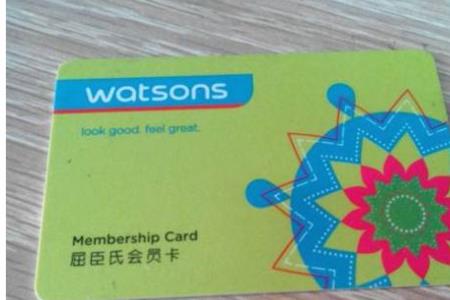 watsons
look good. feel great.
Membership Card
屈臣氏会员卡